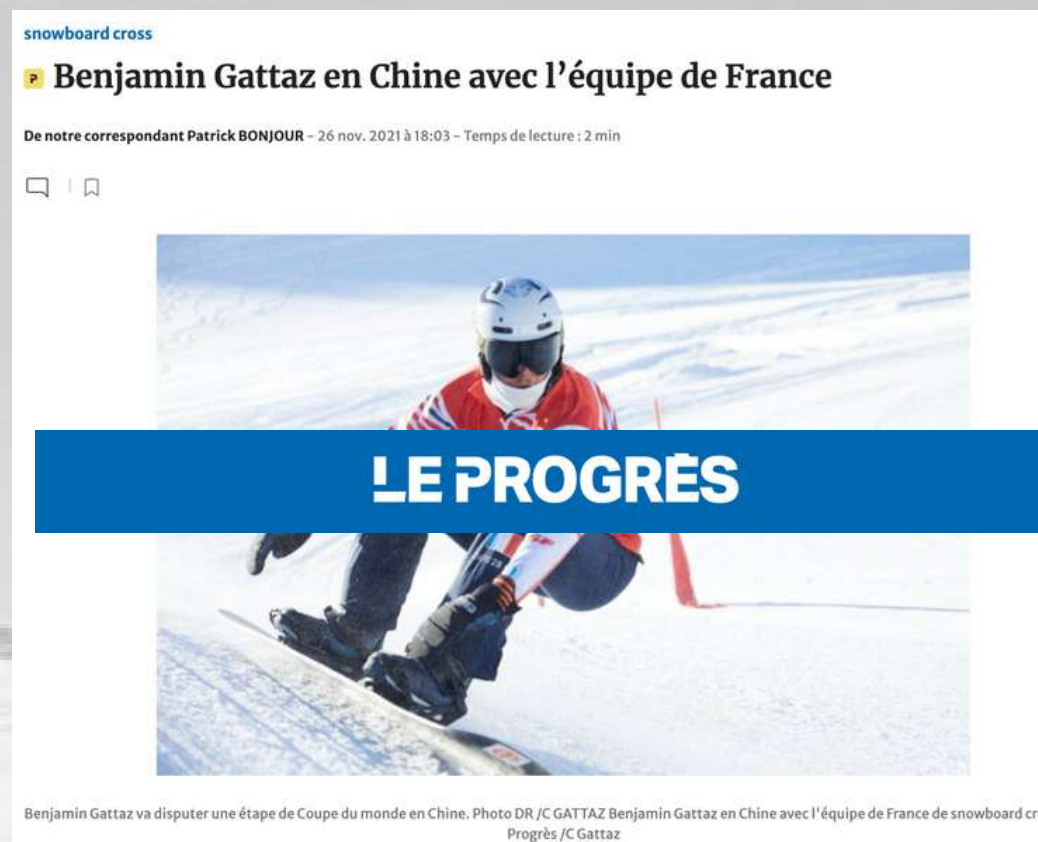 snowboard cross
P Benjamin Gattaz en Chine avec l'équipe de France
De notre correspondant Patrick BONJOUR – 26 nov. 2021 à 18:03 – Temps de lecture : 2 min
LE PROGRÈS
Benjamin Gattaz va disputer une étape de Coupe du monde en Chine. Photo DR /C GATTAZ Benjamin Gattaz en Chine avec l'équipe de France de snowboard
Progrès /C Gattaz